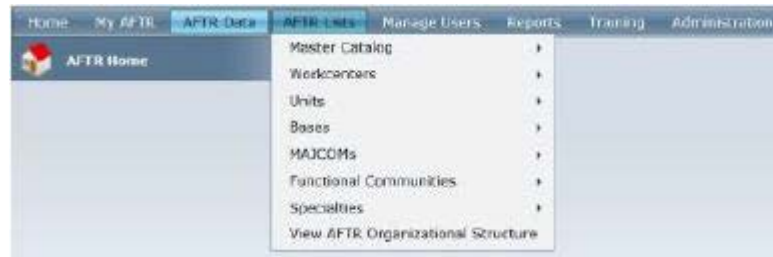 Home My AFTR AFTR Data AFTR Lists Manage Users Reports Training Administration
AFTR Home
Master Catalog
Workcenters
Units
Bases
MAJCOMs
Functional Communities
Specialties
View AFTR Organizational Structure